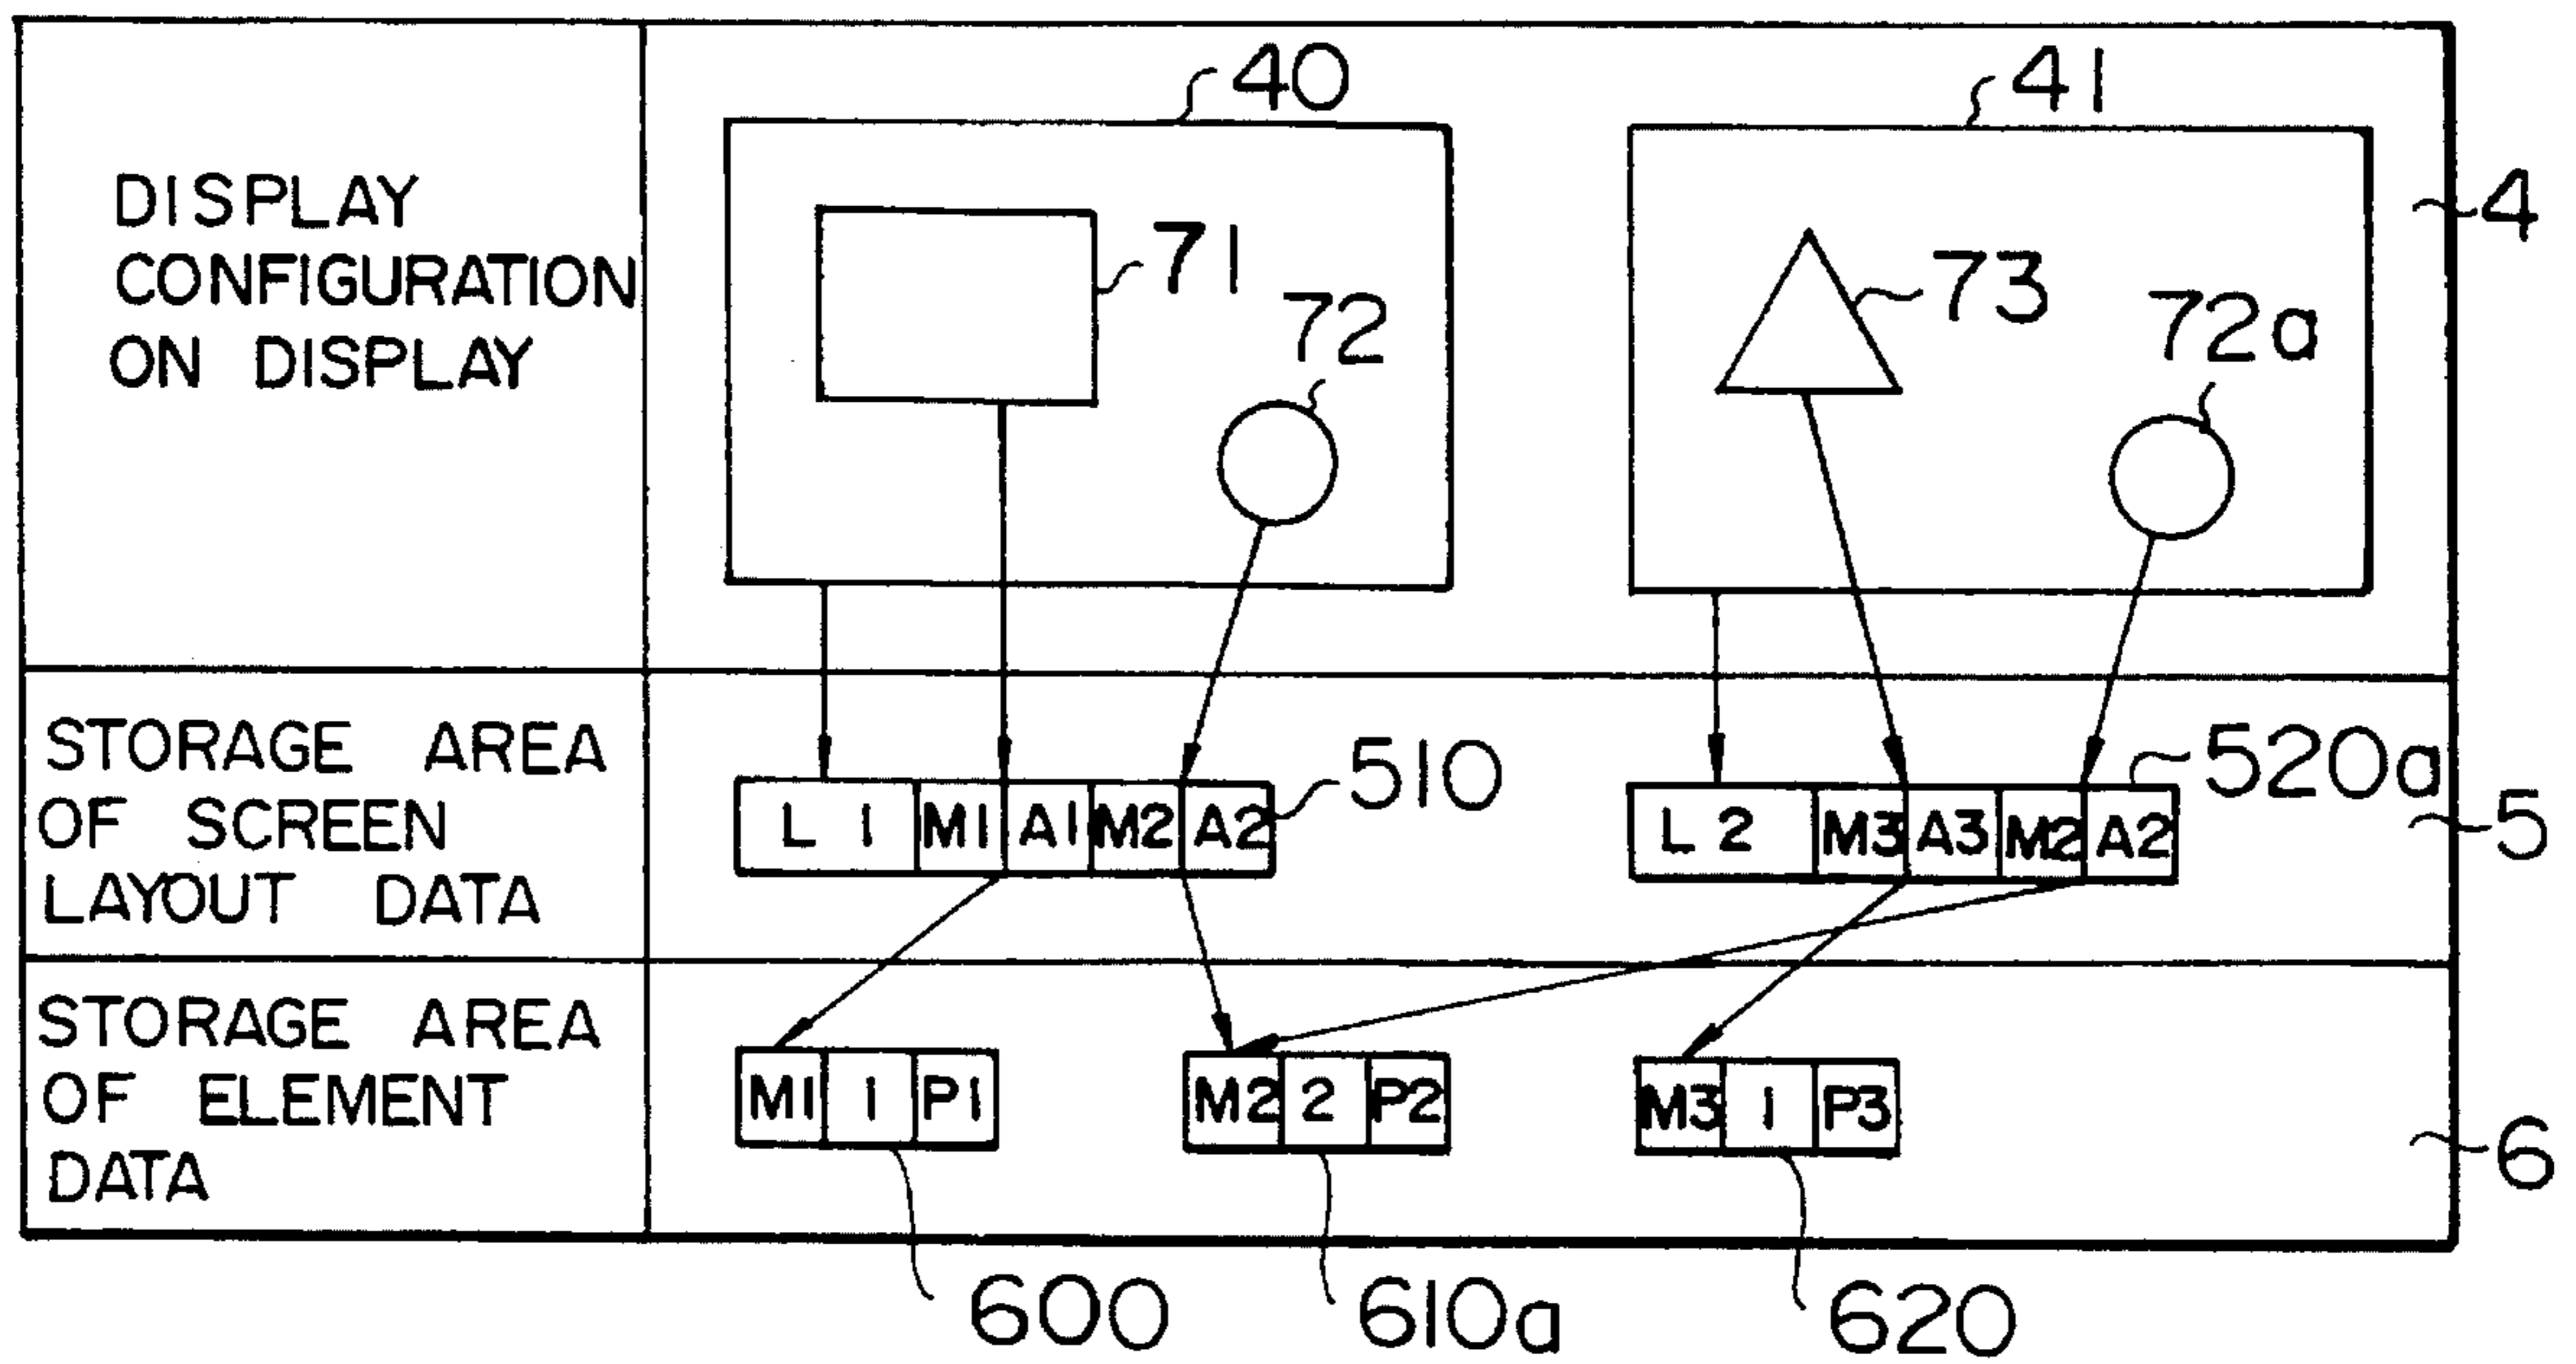 DISPLAY
CONFIGURATION
ON DISPLAY
40
41
4
71
72
73
72a
STORAGE AREA
OF SCREEN
LAYOUT DATA
L 1 M1 A1 M2 A2
510
L 2 M3 A3 M2 A2
520a
5
STORAGE AREA
OF ELEMENT
DATA
M1 1 P1
M2 2 P2
M3 1 P3
6
600
610a
620